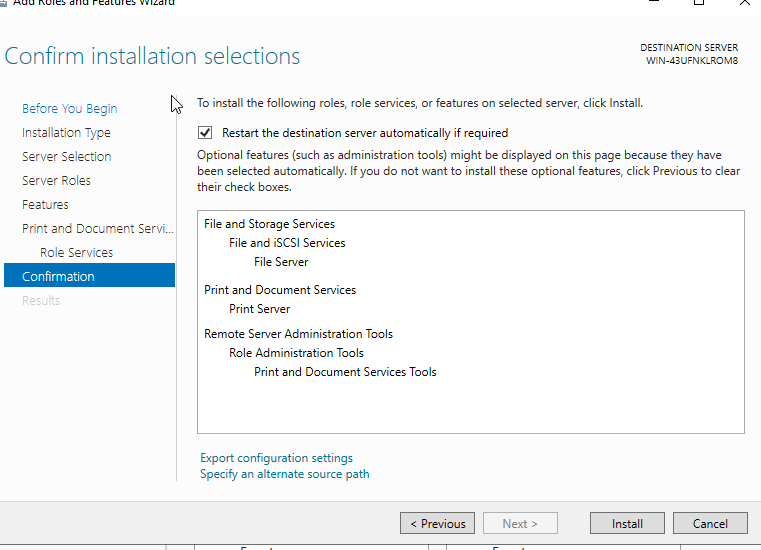 Add Roles and Features Wizard
Confirm installation selections
DESTINATION SERVER
WIN-43UFNKLROM8
Before You Begin
Installation Type
Server Selection
Server Roles
Features
Print and Document Servi...
Role Services
Confirmation
Results
To install the following roles, role services, or features on selected server, click Install.
Restart the destination server automatically if required
Optional features (such as administration tools) might be displayed on this page because they have
been selected automatically. If you do not want to install these optional features, click Previous to clear
their check boxes.
File and Storage Services
File and iSCSI Services
File Server
Print and Document Services
Print Server
Remote Server Administration Tools
Role Administration Tools
Print and Document Services Tools
Export configuration settings
Specify an alternate source path
< Previous
Next >
Install
Cancel